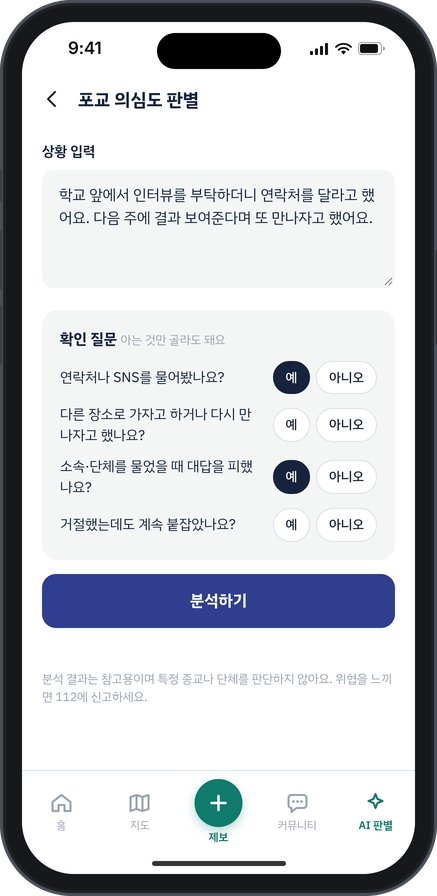 9:41
포교 의심도 판별
상황 입력
학교 앞에서 인터뷰를 부탁하더니 연락처를 달라고 했
어요. 다음 주에 결과 보여준다며 또 만나자고 했어요.
확인 질문 아는 것만 골라도 돼요
연락처나 SNS를 물어봤나요? 예 아니오
다른 장소로 가자고 하거나 다시 만
나자고 했나요? 예 아니오
소속·단체를 물었을 때 대답을 피했
나요? 예 아니오
거절했는데도 계속 붙잡았나요? 예 아니오
분석하기
분석 결과는 참고용이며 특정 종교나 단체를 판단하지 않아요. 위협을 느끼
면 112에 신고하세요.
홈 지도 제보 커뮤니티 AI 판별